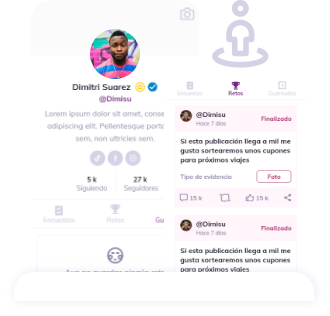 Dimitri Suarez
@Dimisu
Lorem ipsum dolor sit amet, conse
adipiscing elit. Pellentesque porta
sem, non ultricies sem.
5 k
Siguiendo
27 k
Seguidores
Encuestas
Retos
Gu
Encuestas
Retos
Guardados
@Dimisu
Hace 7 días
Finalizado
Si esta publicación llega a mil me
gusta sortearemos unos cupones
para próximos viajes
Tipo de evidencia
Foto
15 k
15 k
@Dimisu
Hace 7 días
Finalizado
Si esta publicación llega a mil me
gusta sortearemos unos cupones
para próximos viajes